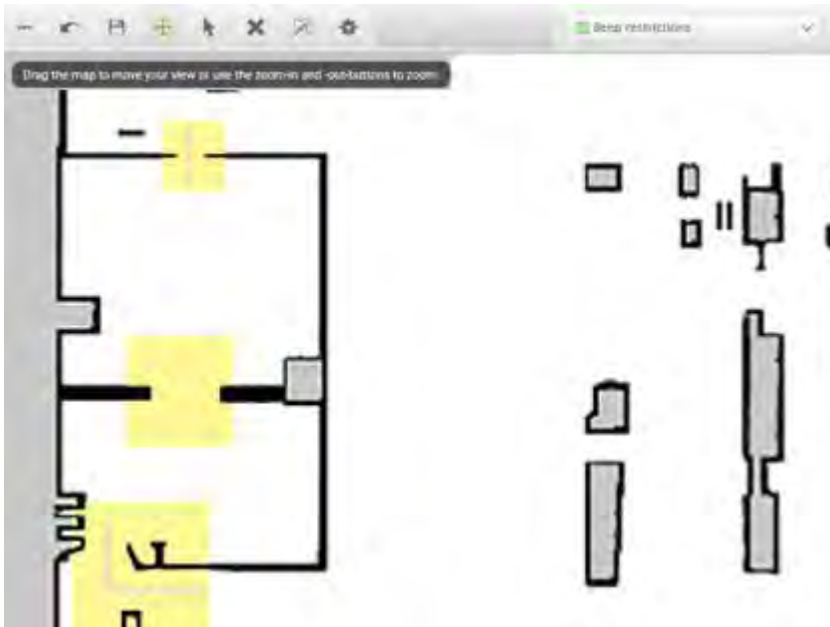 Beep restrictions
Drag the map to move your view or use the zoom-in and -out-buttons to zoom.